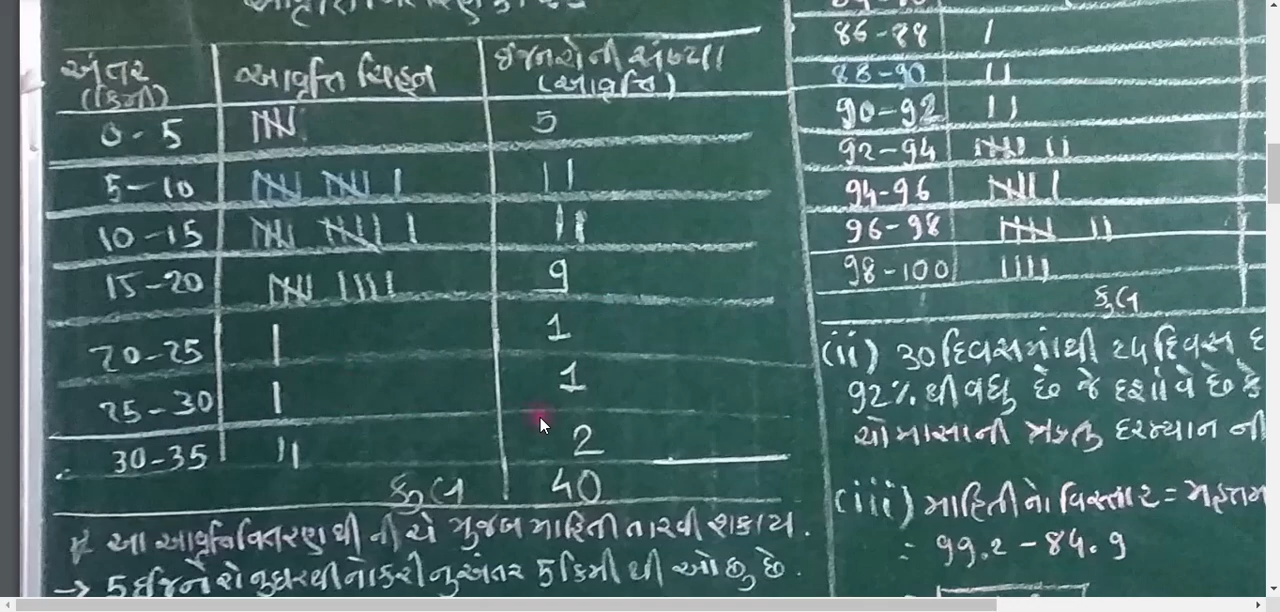 અંતર (કિમી) આવૃત્તિ ચિહ્ન ઈજનેરોની સંખ્યા (આવૃત્તિ)
0-5 𝍸 5
5-10 𝍸 𝍸 | 11
10-15 𝍸 𝍸 | 11
15-20 𝍸 |||| 9
20-25 | 1
25-30 | 1
30-35 || 2
કુલ 40
* આ આવૃત્તિ વિતરણ થી નીચે મુજબ માહિતી તારવી શકાય.
→ 5 ઈજનેરોનુ ઘરથી નોકરીનુ અંતર 5 કિમી થી ઓછુ છે.
86-88 |
88-90 ||
90-92 ||
92-94 𝍸 ||
94-96 𝍸 |
96-98 𝍸 ||
98-100 ||||
કુલ
(ii) 30 દિવસમાંથી 24 દિવસ
92% થી વધુ છે જે દર્શાવે છે કે
ચોમાસાની ઋતુ દરમ્યાન ની
(iii) માહિતીનો વિસ્તાર = મહત્તમ
= 99.2 - 84.9